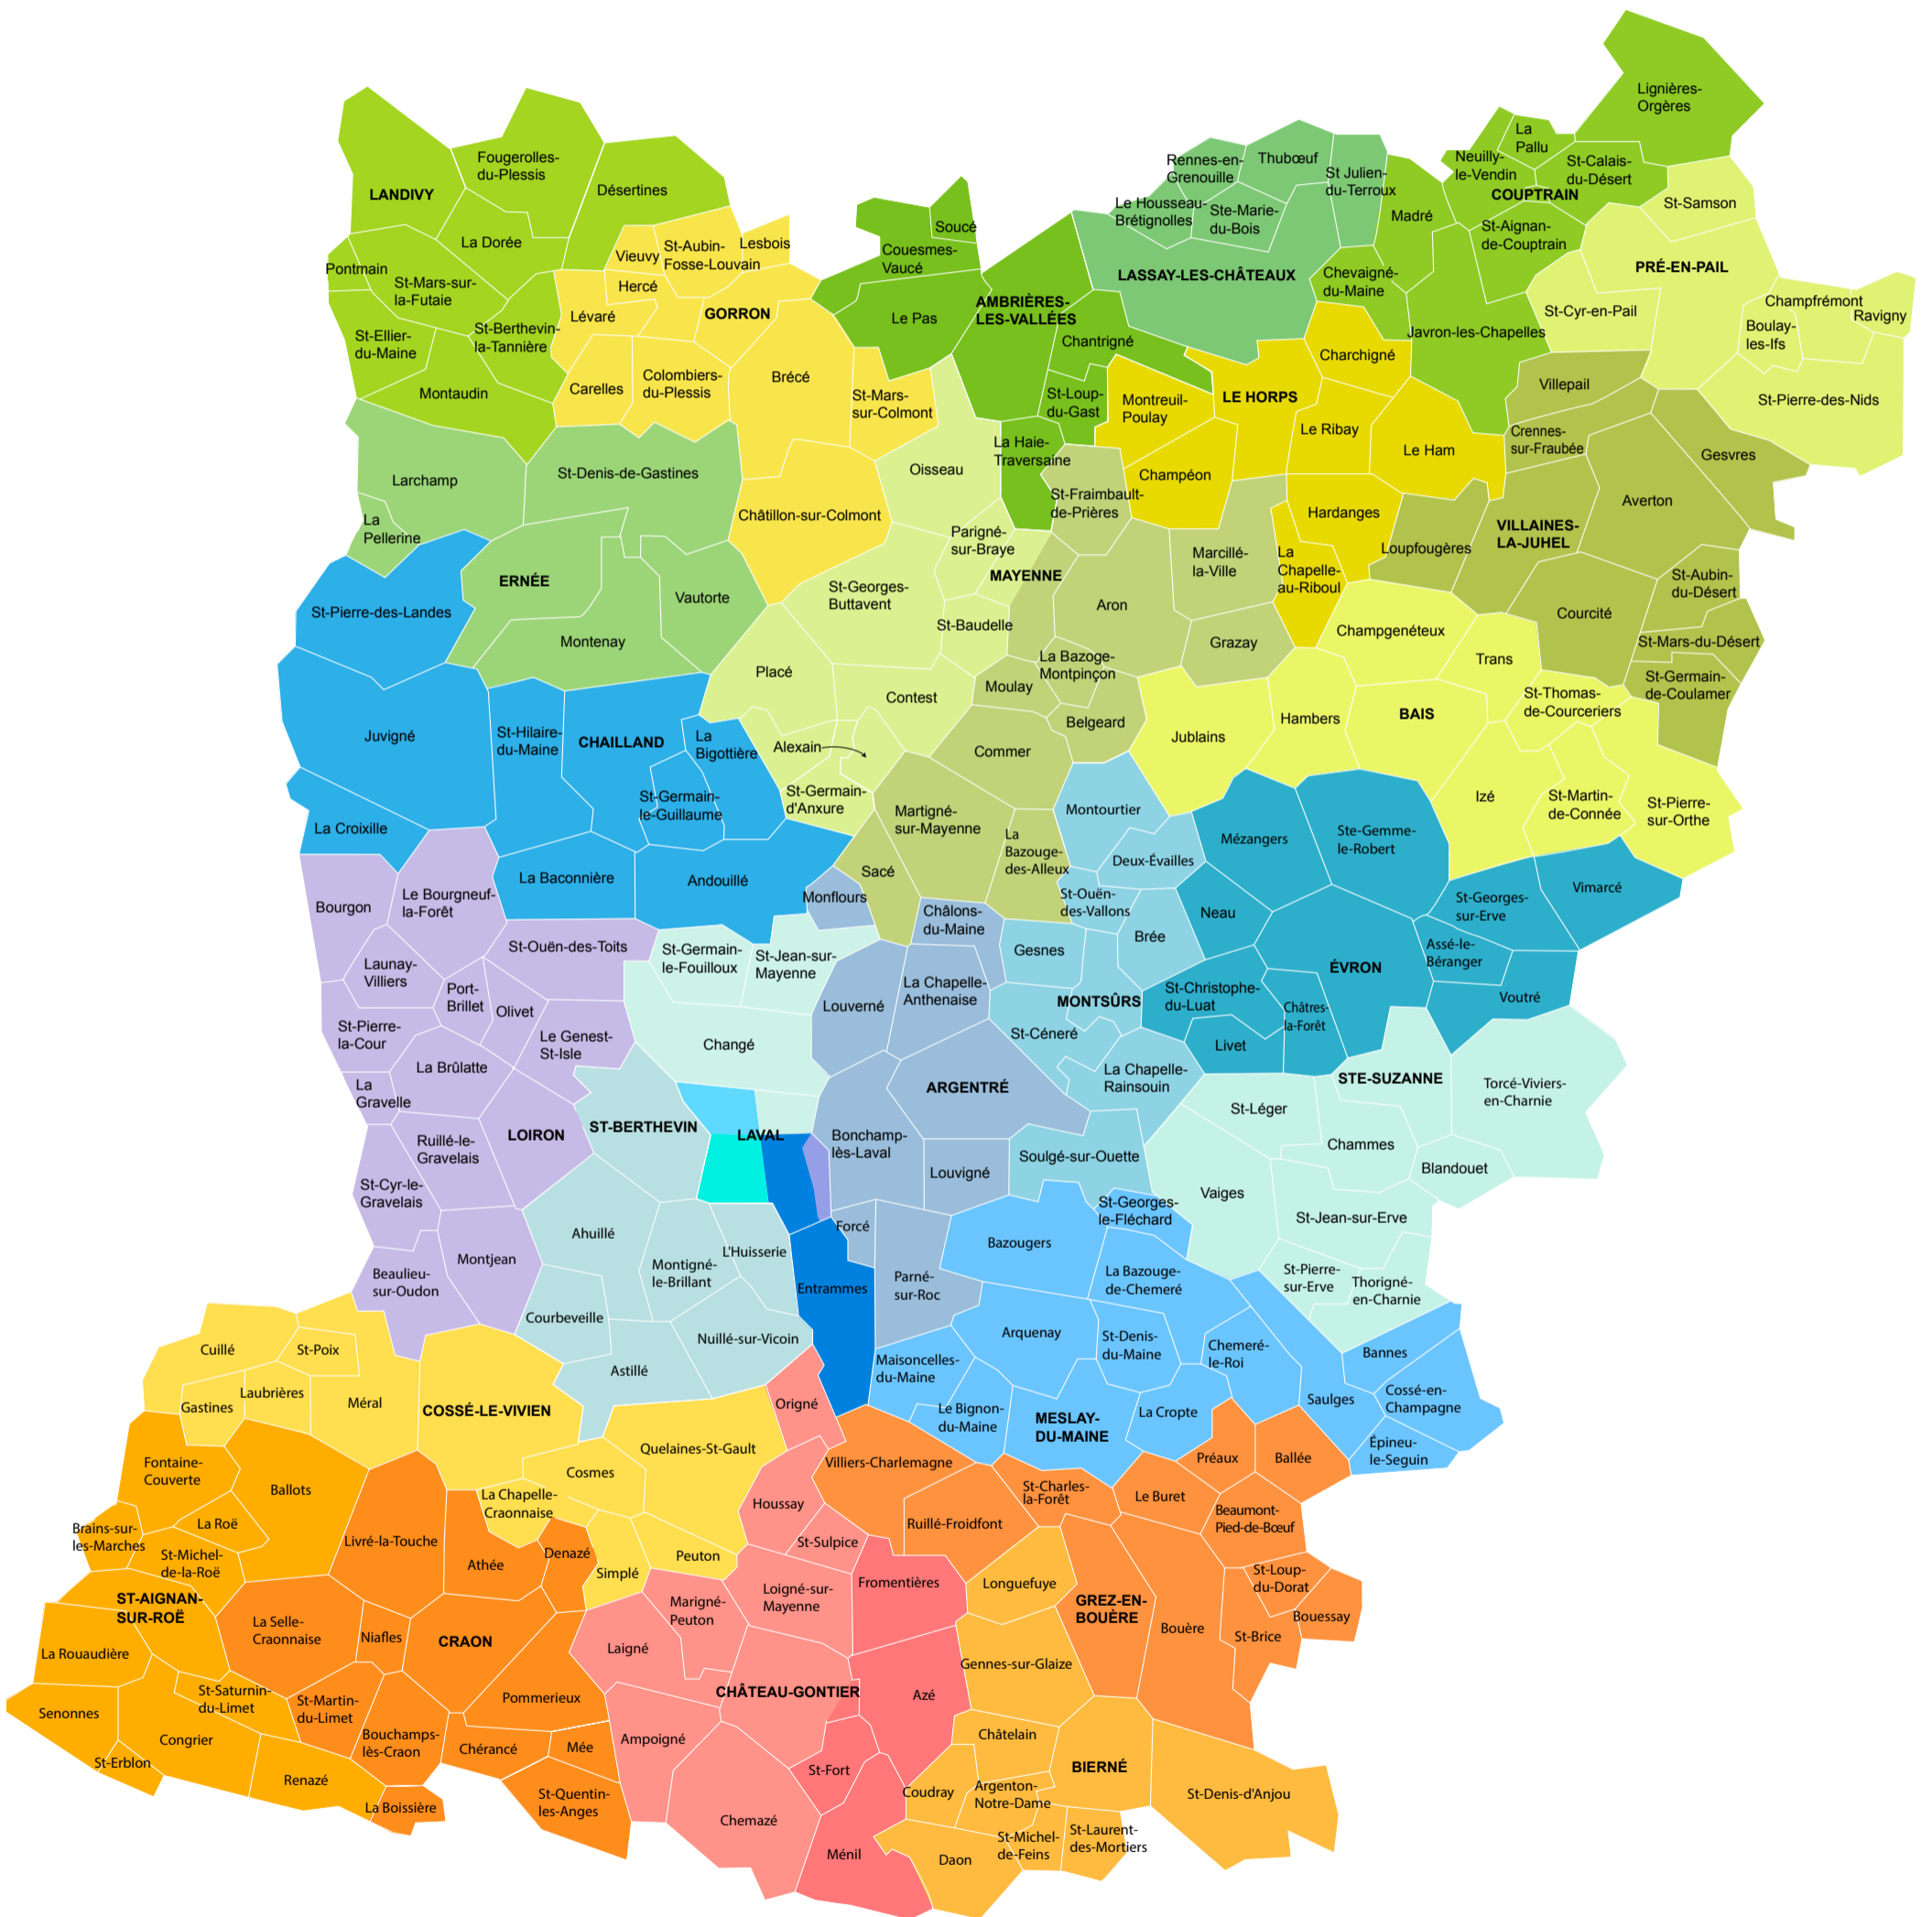 Lignières-
Orgères
La
Pallu
Neuilly-
le-Vendin
St-Calais-
du-Désert
COUPTRAIN
Rennes-en-
Grenouille
Thubœuf
St Julien-
du-Terroux
Le Housseau-
Brétignolles
Ste-Marie-
du-Bois
Madré
St-Aignan-
de-Couptrain
St-Samson
Fougerolles-
du-Plessis
LANDIVY
Désertines
La Dorée
Pontmain
St-Mars-sur-
la-Futaie
St-Ellier-
du-Maine
St-Berthevin-
la-Tannière
Montaudin
Vieuvy
St-Aubin-
Fosse-Louvain
Lesbois
Hercé
Lévaré
GORRON
Carelles
Colombiers-
du-Plessis
Brécé
St-Mars-
sur-Colmont
Châtillon-sur-Colmont
Soucé
Couesmes-
Vaucé
Le Pas
AMBRIÈRES-
LES-VALLÉES
Chantrigné
St-Loup-
du-Gast
La Haie-
Traversaine
LASSAY-LES-CHÂTEAUX
Chevaigné-
du-Maine
Javron-les-Chapelles
PRÉ-EN-PAIL
St-Cyr-en-Pail
Champfrémont
Ravigny
Boulay-
les-Ifs
St-Pierre-des-Nids
Charchigné
LE HORPS
Montreuil-
Poulay
Le Ribay
Le Ham
Champéon
Hardanges
La
Chapelle-
au-Riboul
Villepail
Crennes-
sur-Fraubée
Gesvres
Averton
VILLAINES-
LA-JUHEL
Loupfougères
St-Aubin-
du-Désert
Courcité
St-Mars-du-Désert
St-Germain-
de-Coulamer
Larchamp
St-Denis-de-Gastines
La
Pellerine
ERNÉE
Vautorte
Montenay
Oisseau
Parigné-
sur-Braye
St-Georges-
Buttavent
MAYENNE
St-Baudelle
Placé
Contest
Alexain
St-Germain-
d'Anxure
St-Fraimbault-
de-Prières
Marcillé-
la-Ville
Aron
Grazay
La Bazoge-
Montpinçon
Moulay
Belgeard
Commer
Martigné-
sur-Mayenne
La
Bazouge-
des-Alleux
Sacé
Champgenéteux
Trans
St-Thomas-
de-Courceriers
Hambers
BAIS
Jublains
Izé
St-Martin-
de-Connée
St-Pierre-
sur-Orthe
St-Pierre-des-Landes
Juvigné
St-Hilaire-
du-Maine
CHAILLAND
La
Bigottière
St-Germain-
le-Guillaume
La Croixille
La Baconnière
Andouillé
Montourtier
Deux-Évailles
St-Ouën-
des-Vallons
Brée
Gesnes
MONTSÛRS
St-Céneré
La Chapelle-
Rainsouin
Soulgé-sur-Ouette
Mézangers
Ste-Gemme-
le-Robert
Neau
St-Georges-
sur-Erve
Vimarcé
Assé-le-
Béranger
ÉVRON
Voutré
St-Christophe-
du-Luat
Châtres-
la-Forêt
Livet
Bourgon
Le Bourgneuf-
la-Forêt
St-Ouën-des-Toits
Launay-
Villiers
Port-
Brillet
Olivet
St-Pierre-
la-Cour
Le Genest-
St-Isle
La Brûlatte
La
Gravelle
LOIRON
Ruillé-le-
Gravelais
St-Cyr-le-
Gravelais
Montjean
Beaulieu-
sur-Oudon
St-Germain-
le-Fouilloux
St-Jean-sur-
Mayenne
Changé
LAVAL
Entrammes
Monflours
Châlons-
du-Maine
La Chapelle-
Anthenaise
Louverné
ARGENTRÉ
Bonchamp-
lès-Laval
Louvigné
Forcé
Parné-
sur-Roc
STE-SUZANNE
Torcé-Viviers-
en-Charnie
St-Léger
Chammes
Blandouet
Vaiges
St-Jean-sur-Erve
St-Pierre-
sur-Erve
Thorigné-
en-Charnie
ST-BERTHEVIN
Ahuillé
L'Huisserie
Montigné-
le-Brillant
Courbeveille
Nuillé-sur-Vicoin
Astillé
St-Georges-
le-Fléchard
Bazougers
La Bazouge-
de-Chemeré
Arquenay
St-Denis-
du-Maine
Chemeré-
le-Roi
Bannes
Maisoncelles-
du-Maine
Saulges
Cossé-en-
Champagne
Le Bignon-
du-Maine
MESLAY-
DU-MAINE
La Cropte
Épineu-
le-Seguin
Cuillé
St-Poix
Laubrières
Gastines
Méral
COSSÉ-LE-VIVIEN
Quelaines-St-Gault
Cosmes
La Chapelle-
Craonnaise
Simplé
Peuton
Fontaine-
Couverte
Ballots
La Roë
Brains-sur-
les-Marches
St-Michel-
de-la-Roë
ST-AIGNAN-
SUR-ROË
La Rouaudière
St-Saturnin-
du-Limet
Senonnes
Congrier
St-Erblon
Renazé
Livré-la-Touche
Athée
Denazé
La Selle-
Craonnaise
Niafles
CRAON
Pommerieux
St-Martin-
du-Limet
Bouchamps-
lès-Craon
Chérancé
Mée
St-Quentin-
les-Anges
La Boissière
Origné
Houssay
St-Sulpice
Loigné-sur-
Mayenne
Marigné-
Peuton
Laigné
CHÂTEAU-GONTIER
Ampoigné
Chemazé
Fromentières
Azé
St-Fort
Ménil
Villiers-Charlemagne
Ruillé-Froidfont
St-Charles-
la-Forêt
Le Buret
Préaux
Ballée
Beaumont-
Pied-de-Bœuf
St-Loup-
du-Dorat
Bouessay
GREZ-EN-
BOUÈRE
Bouère
St-Brice
Longuefuye
Gennes-sur-Glaize
Châtelain
BIERNÉ
Coudray
Argenton-
Notre-Dame
St-Denis-d'Anjou
St-Michel-
de-Feins
St-Laurent-
des-Mortiers
Daon